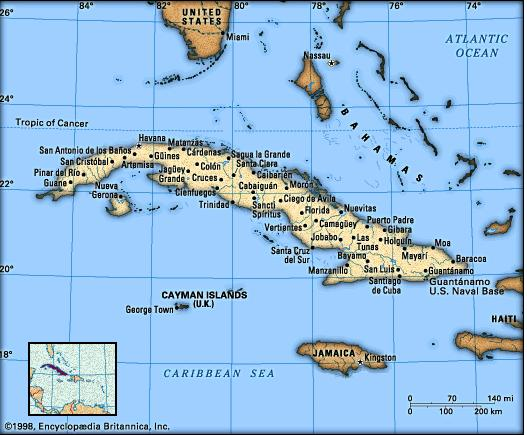 84°
82°
80°
78°
76°
74°
26°
UNITED
STATES
Miami
ATLANTIC
OCEAN
Nassau
24°
BAHAMAS
Tropic of Cancer
Havana
Matanzas
San Antonio de los Baños
Cárdenas
Sagua la Grande
San Cristóbal
Artemisa
Güines
Colón
Santa Clara
Pinar del Río
Jagüey
Grande
Cruces
Caibarién
Guane
Cabaiguán
Morón
22°
Nueva
Gerona
Cienfuegos
Ciego de Avila
Trinidad
Sancti
Spíritus
Florida
Nuevitas
Camagüey
Puerto Padre
Vertientes
Gibara
Jobabo
Las
Tunas
Holguín
Moa
Santa Cruz
del Sur
Bayamo
Mayarí
Baracoa
20°
Manzanillo
San Luis
Guantánamo
Santiago
de Cuba
Guantánamo
U.S. Naval Base
CAYMAN ISLANDS
(U.K.)
George Town
HAITI
18°
JAMAICA
Kingston
CARIBBEAN SEA
0 70 140 mi
0 100 200 km
©1998, Encyclopædia Britannica, Inc.